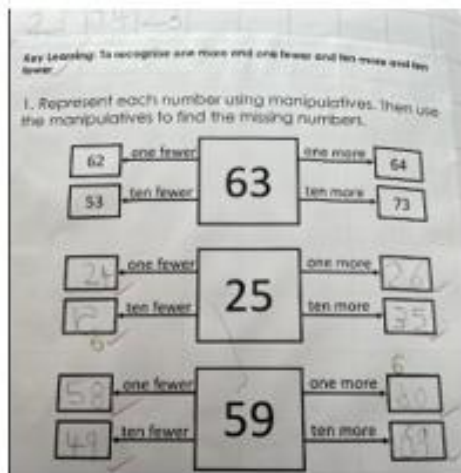 Key Learning: To recognise one more and one fewer and ten more and ten
fewer
1. Represent each number using manipulatives. Then use
the manipulatives to find the missing numbers.
62 one fewer 63 one more 64
53 ten fewer ten more 73
24 one fewer 25 one more 26
ten fewer ten more 35
58 one fewer 59 one more 60
6
49 ten fewer ten more 69